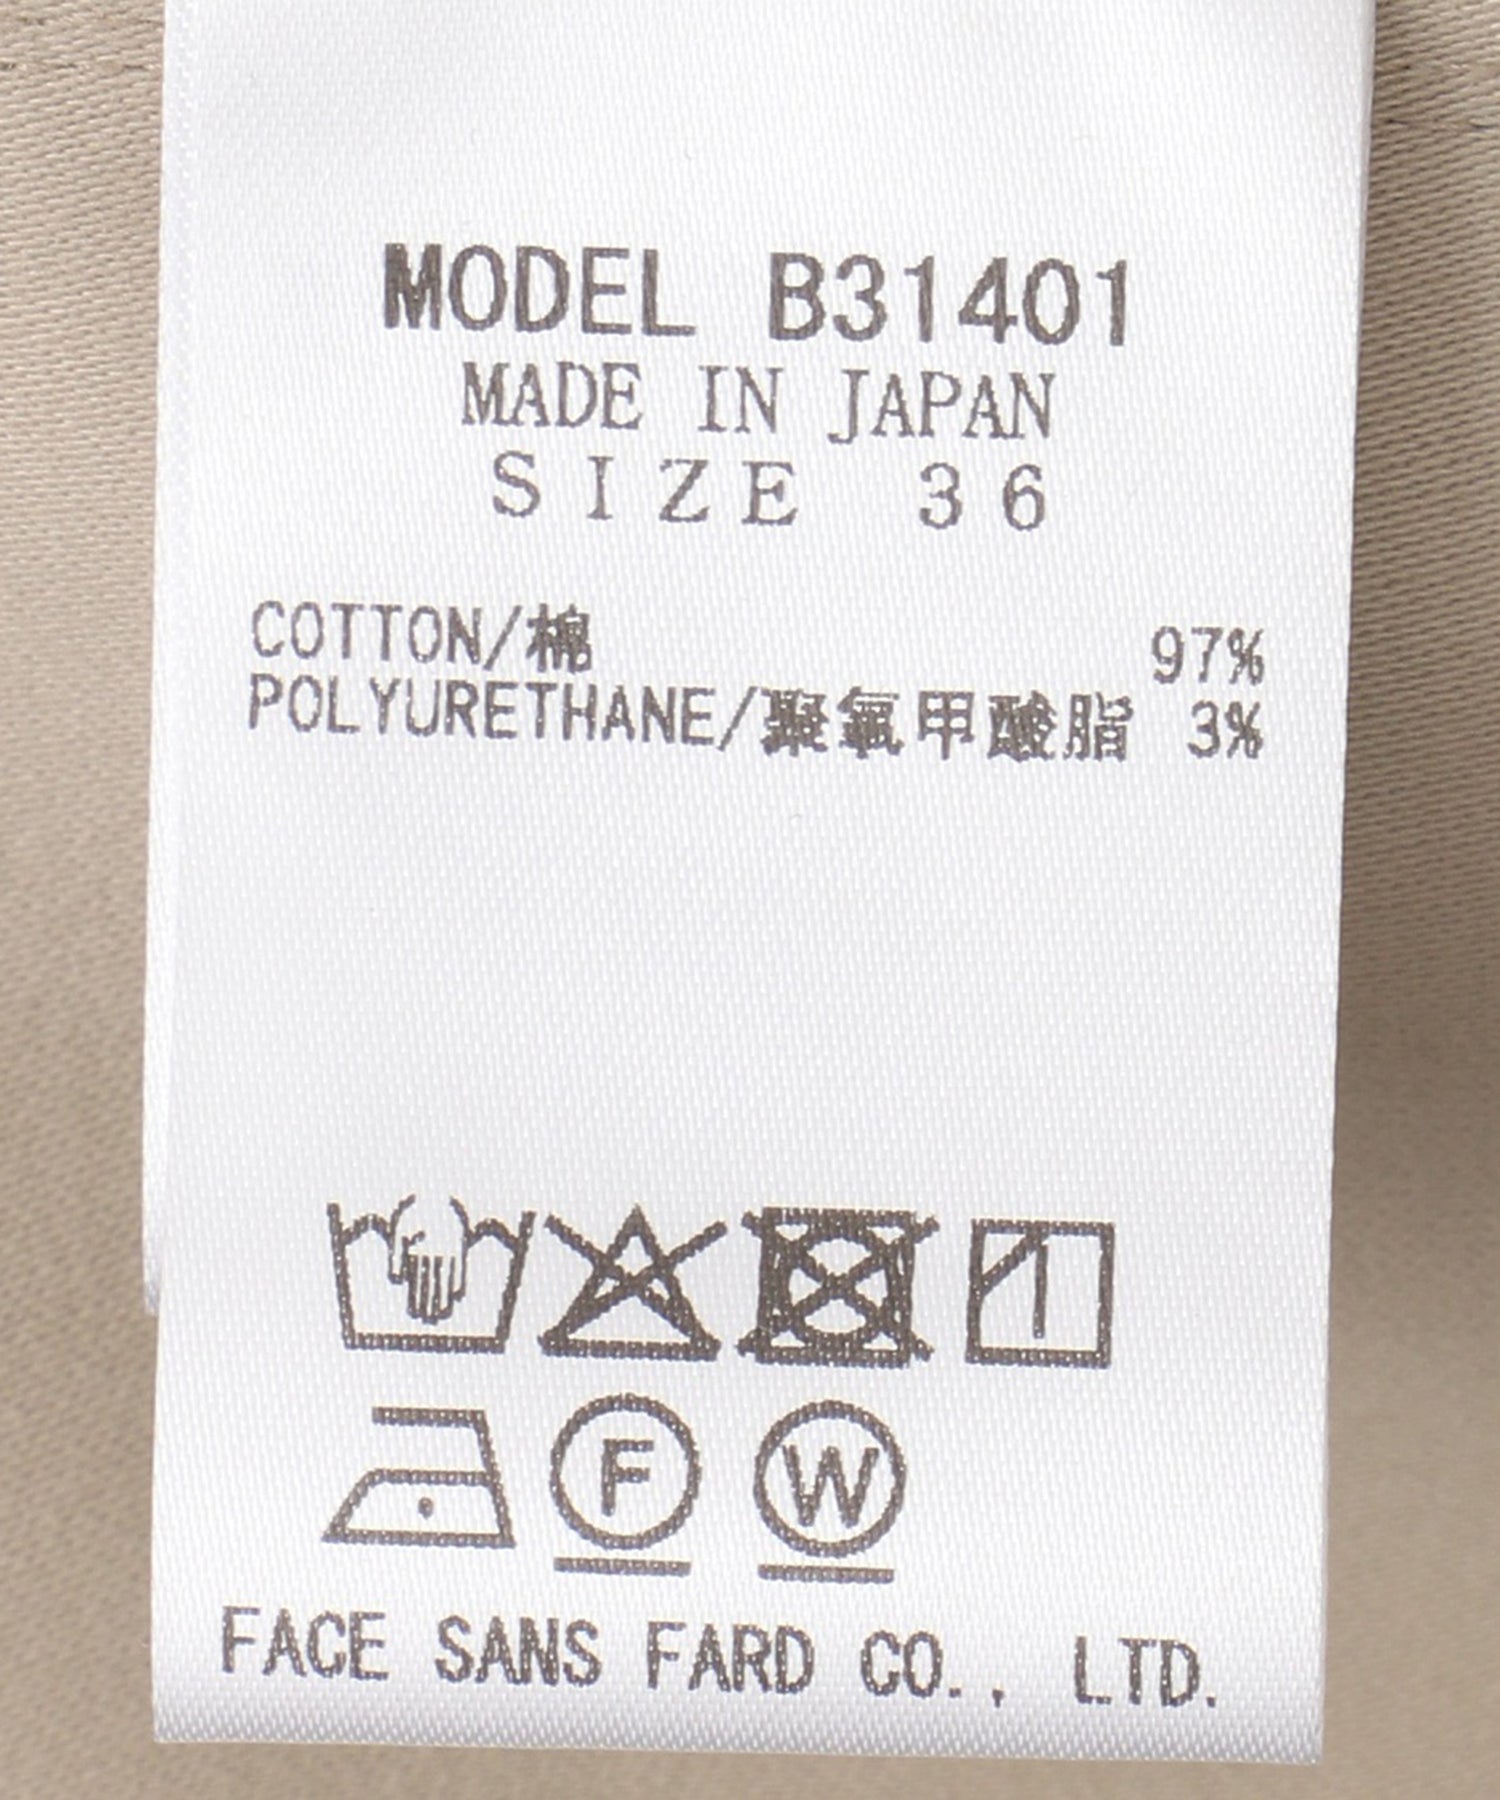 MODEL B31401
MADE IN JAPAN
SIZE 36
COTTON/棉 97%
POLYURETHANE/聚氨甲酸脂 3%
F W
FACE SANS FARD CO., LTD.